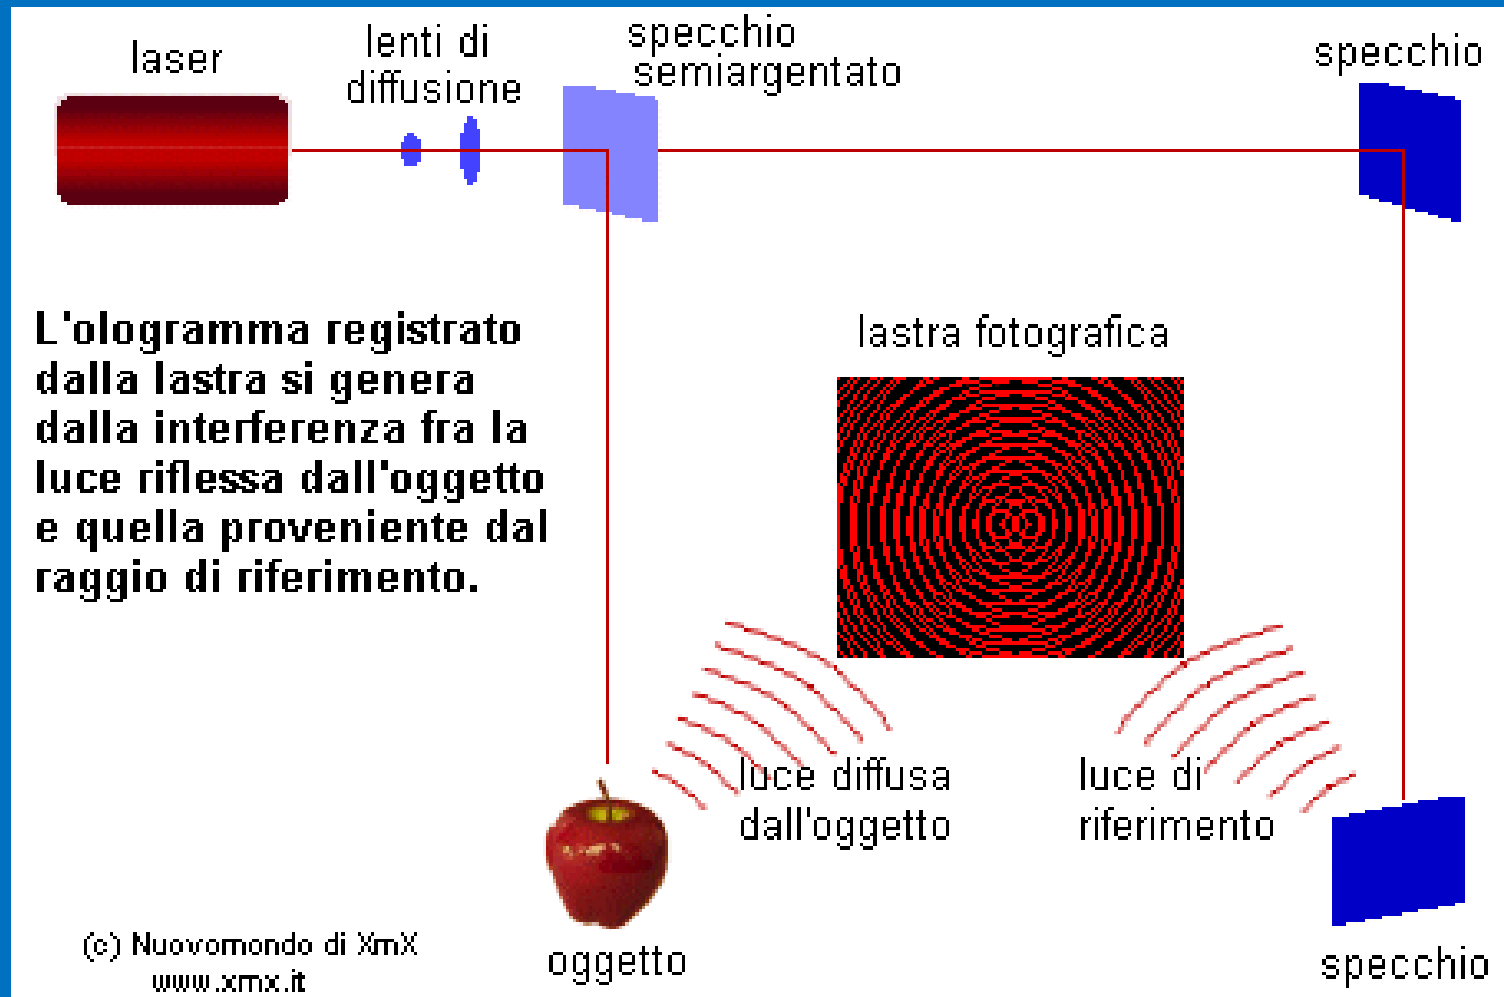 laser
lenti di
diffusione
specchio
semiargentato
specchio
L'ologramma registrato
dalla lastra si genera
dalla interferenza fra la
luce riflessa dall'oggetto
e quella proveniente dal
raggio di riferimento.
lastra fotografica
luce diffusa
dall'oggetto
luce di
riferimento
oggetto
specchio
(c) Nuovomondo di XmX
www.xmx.it